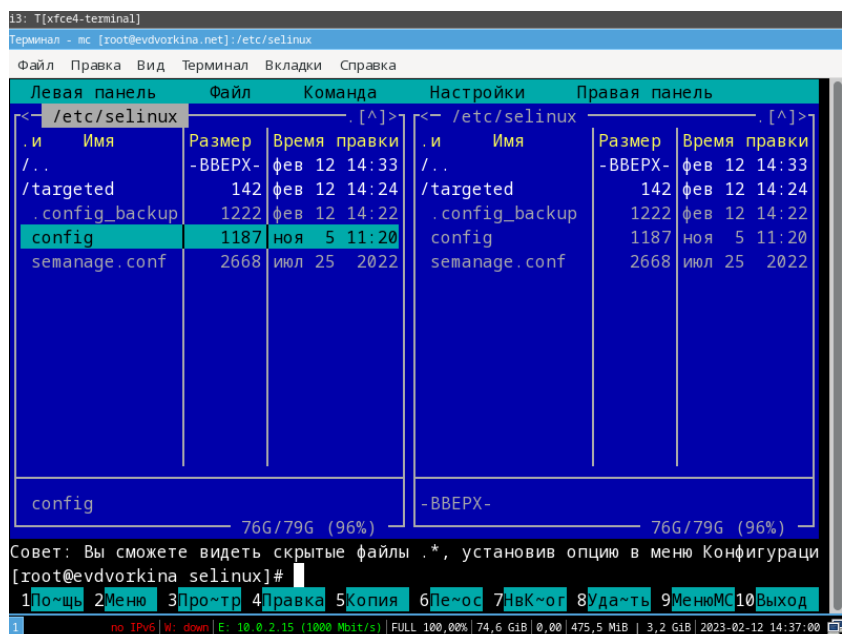 i3: T[xfce4-terminal]
Терминал - mc [root@evdvorkina.net]:/etc/selinux
Файл Правка Вид Терминал Вкладки Справка
Левая панель Файл Команда Настройки Правая панель
<— /etc/selinux .[^]> <— /etc/selinux .[^]>
.и Имя Размер Время правки .и Имя Размер Время правки
/.. -ВВЕРХ- фев 12 14:33 /.. -ВВЕРХ- фев 12 14:33
/targeted 142 фев 12 14:24 /targeted 142 фев 12 14:24
.config_backup 1222 фев 12 14:22 .config_backup 1222 фев 12 14:22
config 1187 ноя 5 11:20 config 1187 ноя 5 11:20
semanage.conf 2668 июл 25 2022 semanage.conf 2668 июл 25 2022
config -ВВЕРХ-
76G/79G (96%) 76G/79G (96%)
Совет: Вы сможете видеть скрытые файлы .*, установив опцию в меню Конфигураци
[root@evdvorkina selinux]#
1По~щь 2Меню 3Про~тр 4Правка 5Копия 6Пе~ос 7НвК~ог 8Уда~ть 9МенюМС10Выход
1 no IPv6|W: down|E: 10.0.2.15 (1000 Mbit/s)|FULL 100,00%|74,6 GiB|0,00|475,5 MiB | 3,2 GiB|2023-02-12 14:37:00